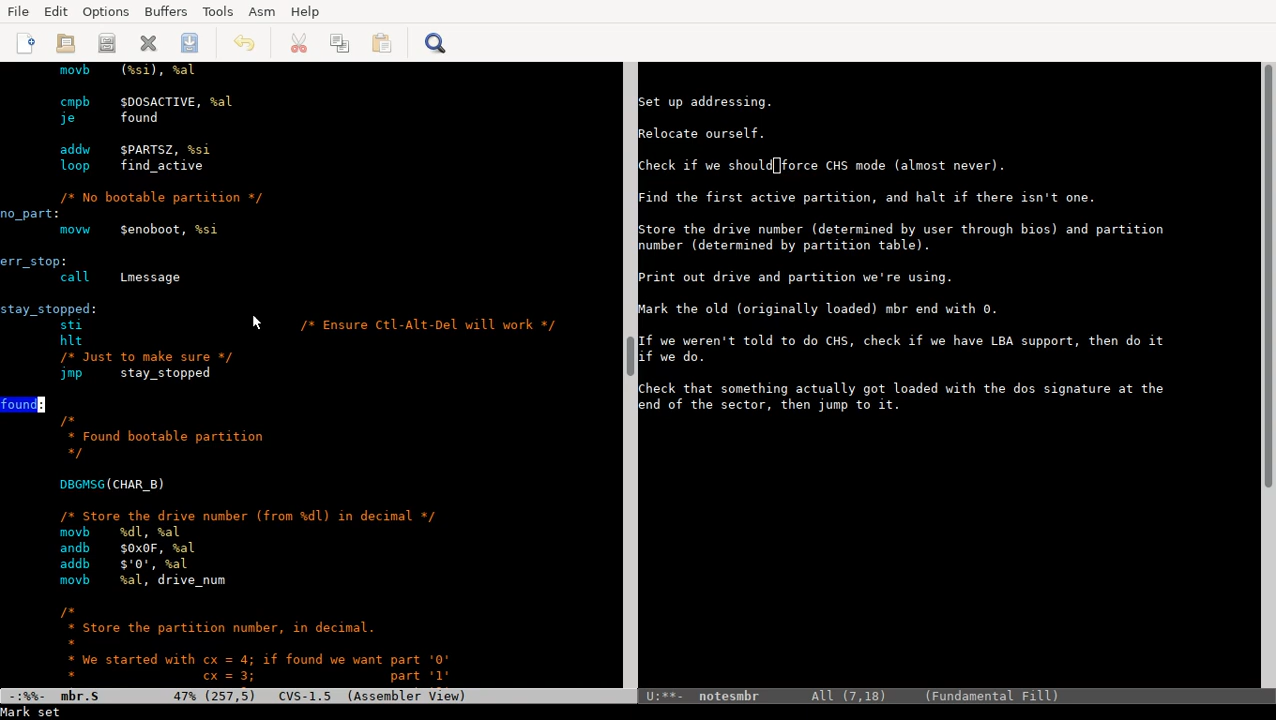 File Edit Options Buffers Tools Asm Help
movb (%si), %al
cmpb $DOSACTIVE, %al
je found
addw $PARTSZ, %si
loop find_active
/* No bootable partition */
no_part:
movw $enoboot, %si
err_stop:
call Lmessage
stay_stopped:
sti /* Ensure Ctl-Alt-Del will work */
hlt
/* Just to make sure */
jmp stay_stopped
found:
/*
* Found bootable partition
*/
DBGMSG(CHAR_B)
/* Store the drive number (from %dl) in decimal */
movb %dl, %al
andb $0x0F, %al
addb $'0', %al
movb %al, drive_num
/*
* Store the partition number, in decimal.
*
* We started with cx = 4; if found we want part '0'
* cx = 3; part '1'
-:%%- mbr.S 47% (257,5) CVS-1.5 (Assembler View)
Set up addressing.
Relocate ourself.
Check if we should force CHS mode (almost never).
Find the first active partition, and halt if there isn't one.
Store the drive number (determined by user through bios) and partition
number (determined by partition table).
Print out drive and partition we're using.
Mark the old (originally loaded) mbr end with 0.
If we weren't told to do CHS, check if we have LBA support, then do it
if we do.
Check that something actually got loaded with the dos signature at the
end of the sector, then jump to it.
U:**- notesmbr All (7,18) (Fundamental Fill)
Mark set